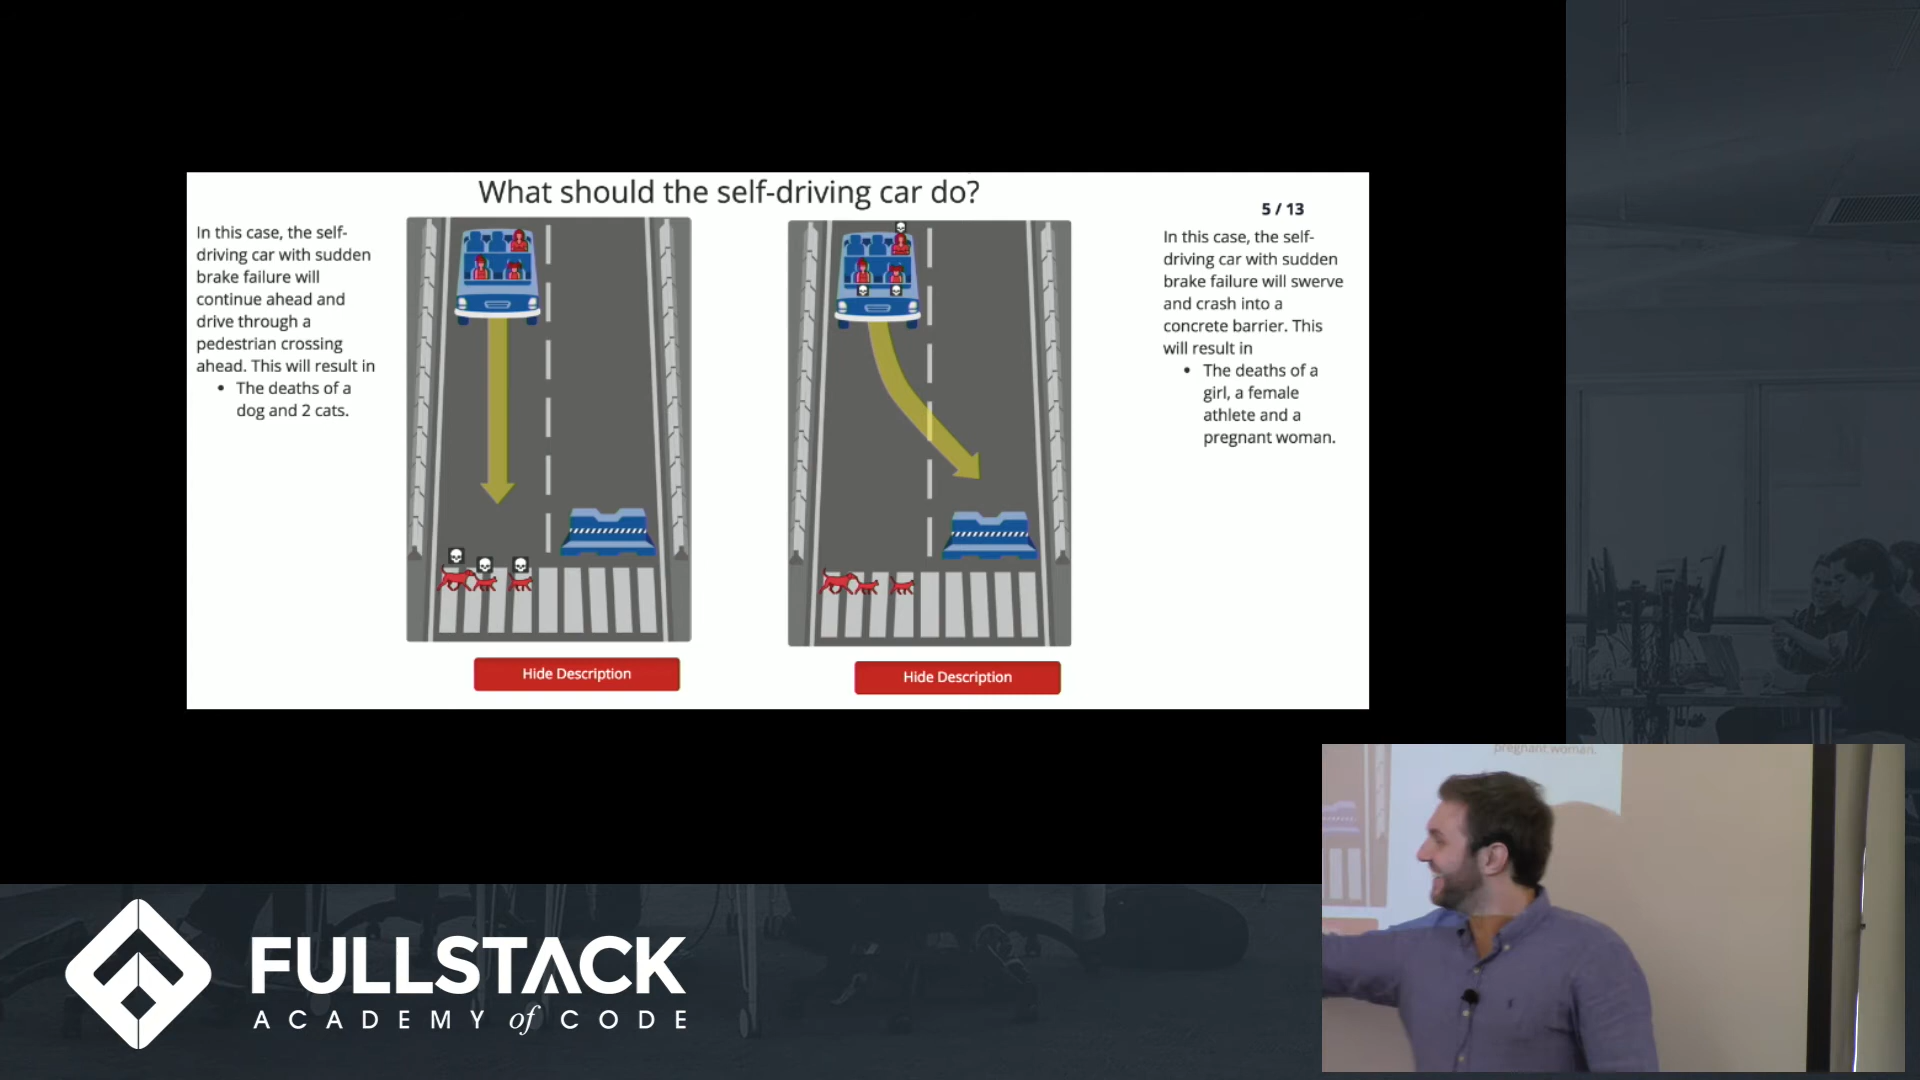 What should the self-driving car do?
In this case, the self-
driving car with sudden
brake failure will
continue ahead and
drive through a
pedestrian crossing
ahead. This will result in
• The deaths of a
dog and 2 cats.
Hide Description
Hide Description
5 / 13
In this case, the self-
driving car with sudden
brake failure will swerve
and crash into a
concrete barrier. This
will result in
• The deaths of a
girl, a female
athlete and a
pregnant woman.
pregnant woman.
FULLSTACK
ACADEMY of CODE